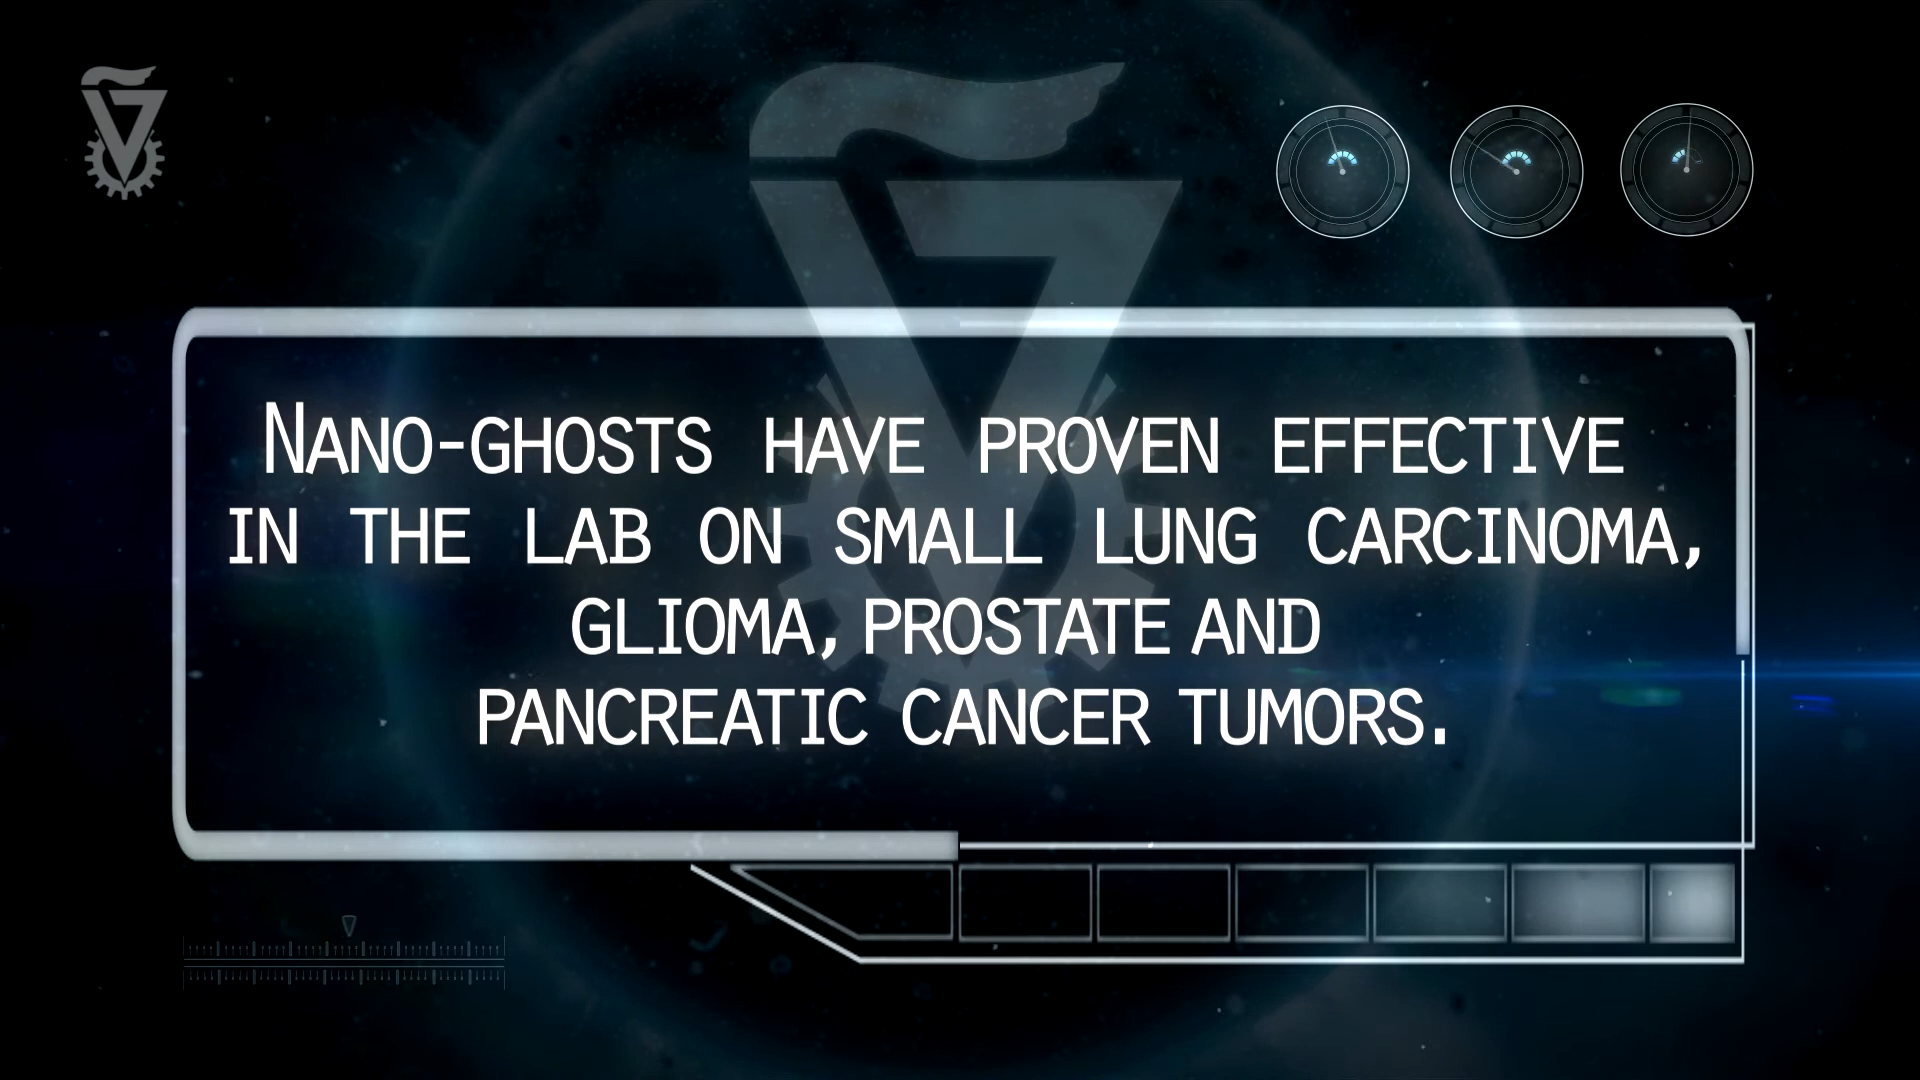 Nano-ghosts have proven effective
in the lab on small lung carcinoma,
glioma, prostate and
pancreatic cancer tumors.